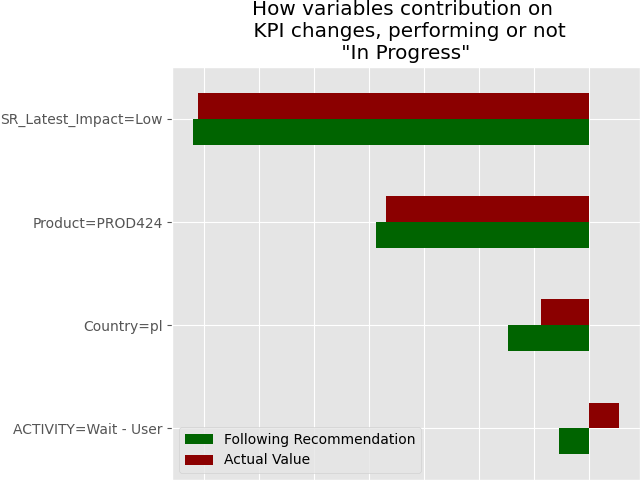 How variables contribution on
KPI changes, performing or not
"In Progress"
SR_Latest_Impact=Low
Product=PROD424
Country=pl
ACTIVITY=Wait - User
Following Recommendation
Actual Value